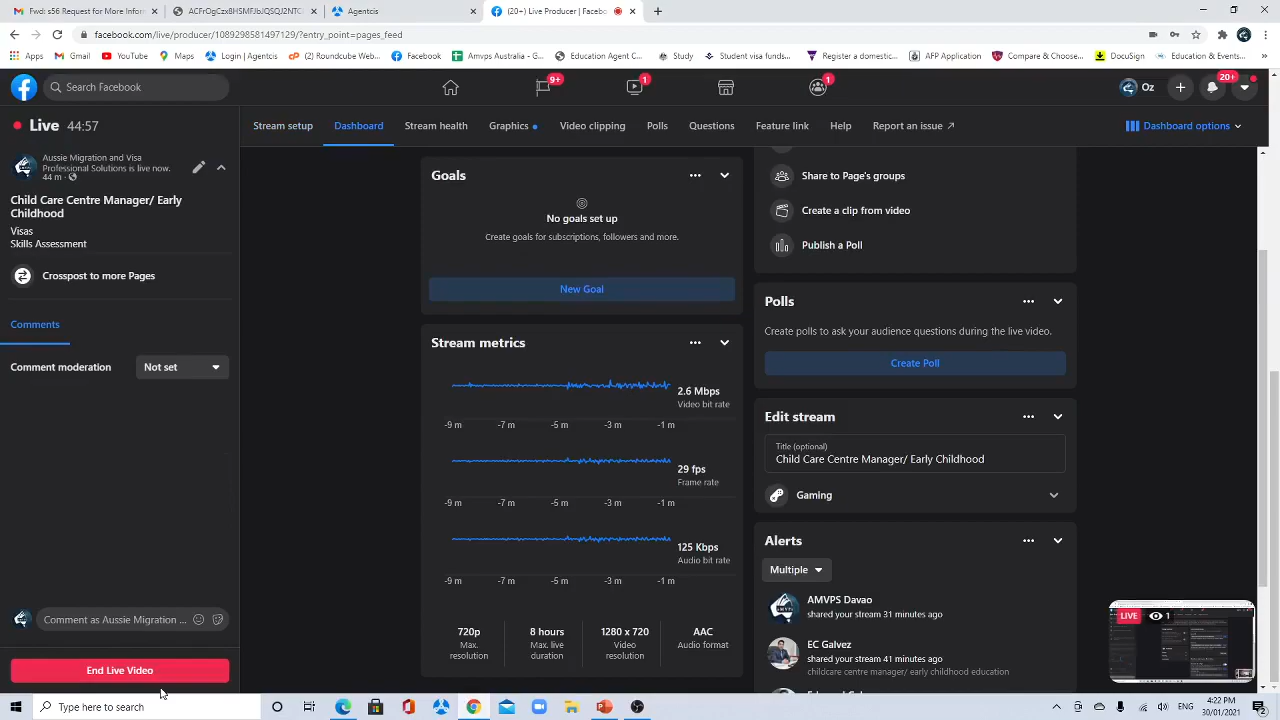 Fwd: s56 Request for More Infor
ACFrOgCzx8HSMFJbJQSQJ2NTC
Agentcis
(20+) Live Producer | Facebo
facebook.com/live/producer/1089298581497129/?entry_point=pages_feed
Apps
Gmail
YouTube
Maps
Login | Agentcis
(2) Roundcube Web...
Facebook
Amvps Australia - G...
Education Agent C...
Study
Student visa funds...
Register a domestic...
AFP Application
Compare & Choose...
DocuSign
Education & Events...
Search Facebook
9+
1
1
Oz
20+
Live 44:57
Stream setup
Dashboard
Stream health
Graphics
Video clipping
Polls
Questions
Feature link
Help
Report an issue
Dashboard options
Aussie Migration and Visa
Professional Solutions is live now.
44 m
Child Care Centre Manager/ Early
Childhood
Visas
Skills Assessment
Crosspost to more Pages
Comments
Comment moderation
Not set
Comment as Aussie Migration ...
End Live Video
Goals
No goals set up
Create goals for subscriptions, followers and more.
New Goal
Stream metrics
2.6 Mbps
Video bit rate
-9 m -7 m -5 m -3 m -1 m
29 fps
Frame rate
-9 m -7 m -5 m -3 m -1 m
125 Kbps
Audio bit rate
-9 m -7 m -5 m -3 m -1 m
720p
Max.
resolution
8 hours
Max. live
duration
1280 x 720
Video
resolution
AAC
Audio format
Share to Page's groups
Create a clip from video
Publish a Poll
Polls
Create polls to ask your audience questions during the live video.
Create Poll
Edit stream
Title (optional)
Child Care Centre Manager/ Early Childhood
Gaming
Alerts
Multiple
AMVPS Davao
shared your stream 31 minutes ago
EC Galvez
shared your stream 41 minutes ago
childcare centre manager/ early education
LIVE 1
Type here to search
ENG
4:22 PM
30/01/2021
2